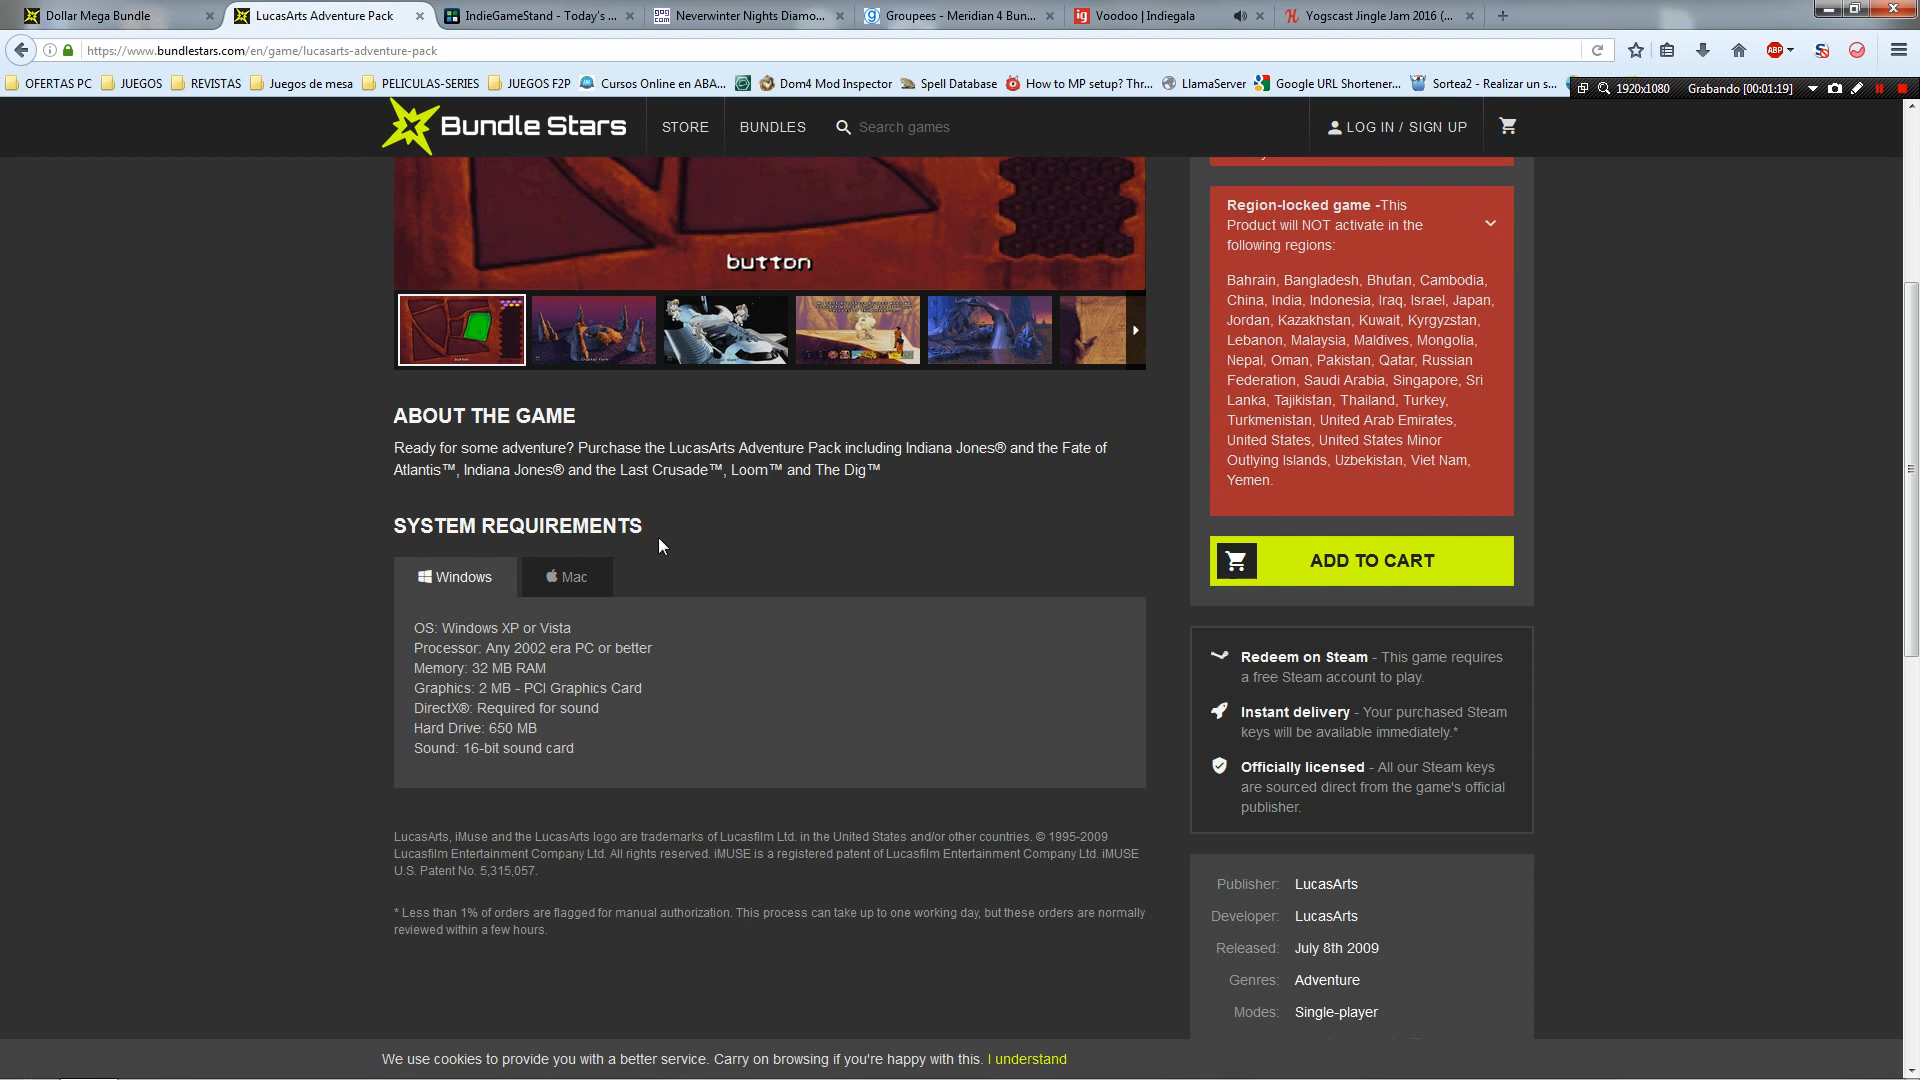 Dollar Mega Bundle
LucasArts Adventure Pack
IndieGameStand - Today's ...
Neverwinter Nights Diamo...
Groupees - Meridian 4 Bun...
Voodoo | Indiegala
Yogscast Jingle Jam 2016 (...
https://www.bundlestars.com/en/game/lucasarts-adventure-pack
ABP
OFERTAS PC
JUEGOS
REVISTAS
Juegos de mesa
PELICULAS-SERIES
JUEGOS F2P
Cursos Online en ABA...
Dom4 Mod Inspector
Spell Database
How to MP setup? Thr...
LlamaServer
Google URL Shortener...
Sortea2 - Realizar un s...
1920x1080
Grabando [00:01:19]
Bundle Stars
STORE
BUNDLES
Search games
LOG IN / SIGN UP
button
Region-locked game -This
Product will NOT activate in the
following regions:
Bahrain, Bangladesh, Bhutan, Cambodia,
China, India, Indonesia, Iraq, Israel, Japan,
Jordan, Kazakhstan, Kuwait, Kyrgyzstan,
Lebanon, Malaysia, Maldives, Mongolia,
Nepal, Oman, Pakistan, Qatar, Russian
Federation, Saudi Arabia, Singapore, Sri
Lanka, Tajikistan, Thailand, Turkey,
Turkmenistan, United Arab Emirates,
United States, United States Minor
Outlying Islands, Uzbekistan, Viet Nam,
Yemen.
ADD TO CART
ABOUT THE GAME
Ready for some adventure? Purchase the LucasArts Adventure Pack including Indiana Jones® and the Fate of
Atlantis™, Indiana Jones® and the Last Crusade™, Loom™ and The Dig™
SYSTEM REQUIREMENTS
Windows
Mac
OS: Windows XP or Vista
Processor: Any 2002 era PC or better
Memory: 32 MB RAM
Graphics: 2 MB - PCI Graphics Card
DirectX®: Required for sound
Hard Drive: 650 MB
Sound: 16-bit sound card
Redeem on Steam - This game requires
a free Steam account to play.
Instant delivery - Your purchased Steam
keys will be available immediately.*
Officially licensed - All our Steam keys
are sourced direct from the game's official
publisher.
LucasArts, iMuse and the LucasArts logo are trademarks of Lucasfilm Ltd. in the United States and/or other countries. © 1995-2009
Lucasfilm Entertainment Company Ltd. All rights reserved. iMUSE is a registered patent of Lucasfilm Entertainment Company Ltd. iMUSE
U.S. Patent No. 5,315,057.
* Less than 1% of orders are flagged for manual authorization. This process can take up to one working day, but these orders are normally
reviewed within a few hours.
Publisher: LucasArts
Developer: LucasArts
Released: July 8th 2009
Genres: Adventure
Modes: Single-player
We use cookies to provide you with a better service. Carry on browsing if you're happy with this. I understand